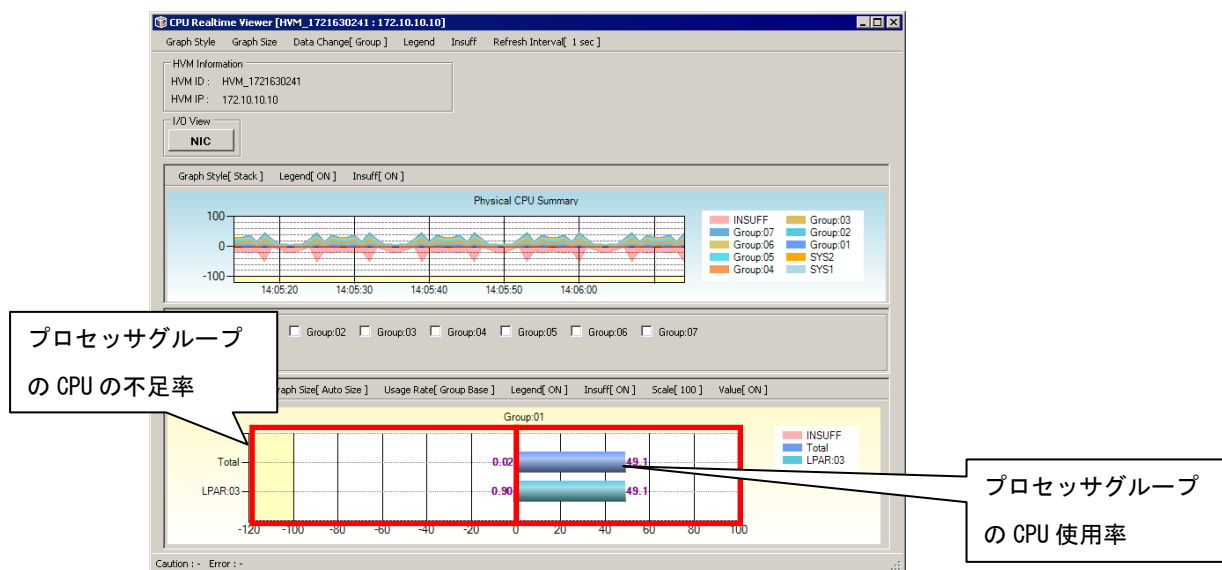 CPU Realtime Viewer [HVM_1721630241 : 172.10.10.10]
Graph Style Graph Size Data Change[ Group ] Legend Insuff Refresh Interval[ 1 sec ]
HVM Information
HVM ID : HVM_1721630241
HVM IP : 172.10.10.10
I/O View
NIC
Graph Style[ Stack ] Legend[ ON ] Insuff[ ON ]
Physical CPU Summary
100
0
-100
14:05:20 14:05:30 14:05:40 14:05:50 14:06:00
INSUFF Group:03
Group:07 Group:02
Group:06 Group:01
Group:05 SYS2
Group:04 SYS1
Group:02 Group:03 Group:04 Group:05 Group:06 Group:07
プロセッサグループ
の CPU の不足率
raph Size[ Auto Size ] Usage Rate[ Group Base ] Legend[ ON ] Insuff[ ON ] Scale[ 100 ] Value[ ON ]
Group:01
INSUFF
Total
LPAR:03
Total 0.02 49.1
LPAR:03 0.90 49.1
-120 -100 -80 -60 -40 -20 0 20 40 60 80 100
プロセッサグループ
の CPU 使用率
Caution : - Error : -